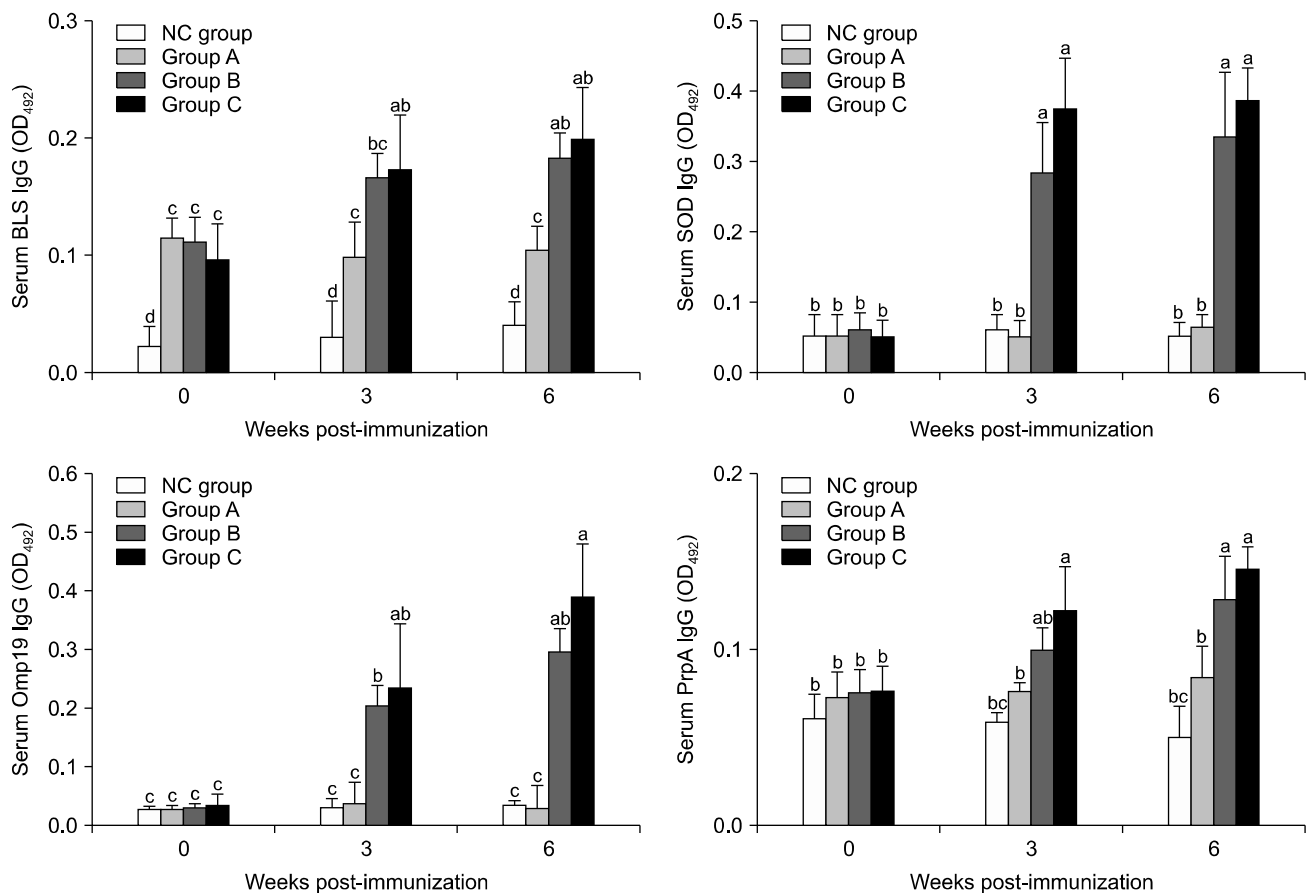 0.3
0.2
0.1
0.0
Serum BLS IgG (OD492)
NC group
Group A
Group B
Group C
d c c c
d c bc ab
d c ab ab
0 3 6
Weeks post-immunization
0.5
0.4
0.3
0.2
0.1
0.0
Serum SOD IgG (OD492)
NC group
Group A
Group B
Group C
b b b b
b b a a
b b a a
0 3 6
Weeks post-immunization
0.6
0.5
0.4
0.3
0.2
0.1
0.0
Serum Omp19 IgG (OD492)
NC group
Group A
Group B
Group C
c c c c
c c b ab
c c ab a
0 3 6
Weeks post-immunization
0.2
0.1
0.0
Serum PrpA IgG (OD492)
NC group
Group A
Group B
Group C
b b b b
bc b ab a
bc b a a
0 3 6
Weeks post-immunization